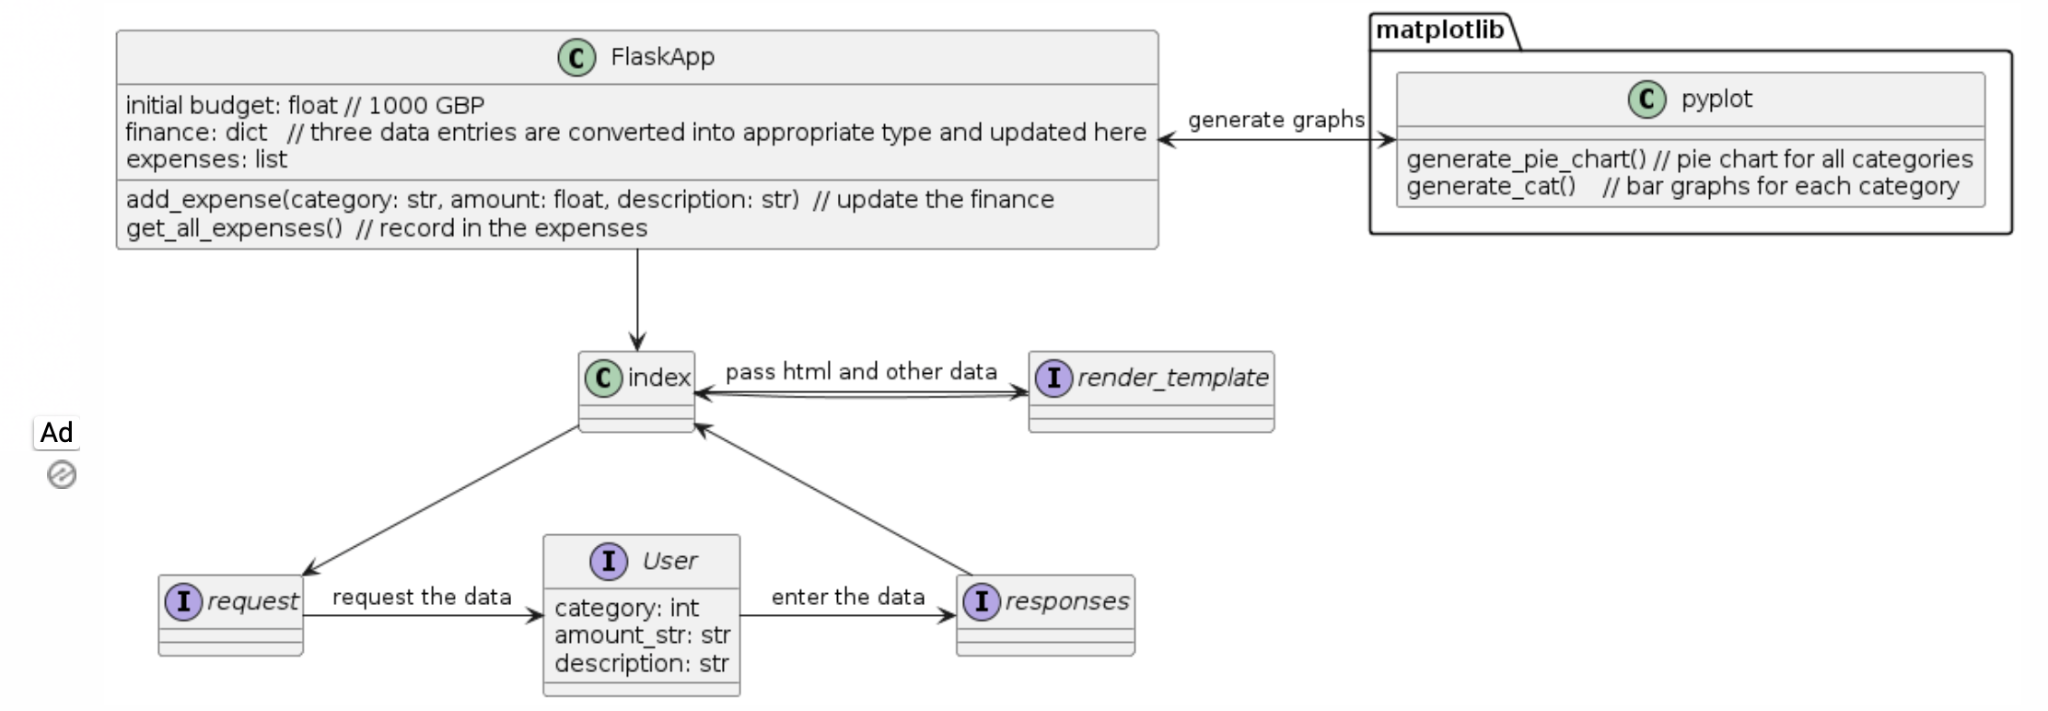 matplotlib
C FlaskApp
initial budget: float // 1000 GBP
finance: dict // three data entries are converted into appropriate type and updated here
expenses: list
add_expense(category: str, amount: float, description: str) // update the finance
get_all_expenses() // record in the expenses
generate graphs
C pyplot
generate_pie_chart() // pie chart for all categories
generate_cat() // bar graphs for each category
C index
pass html and other data
I render_template
Ad
I request
request the data
I User
category: int
amount_str: str
description: str
enter the data
I responses